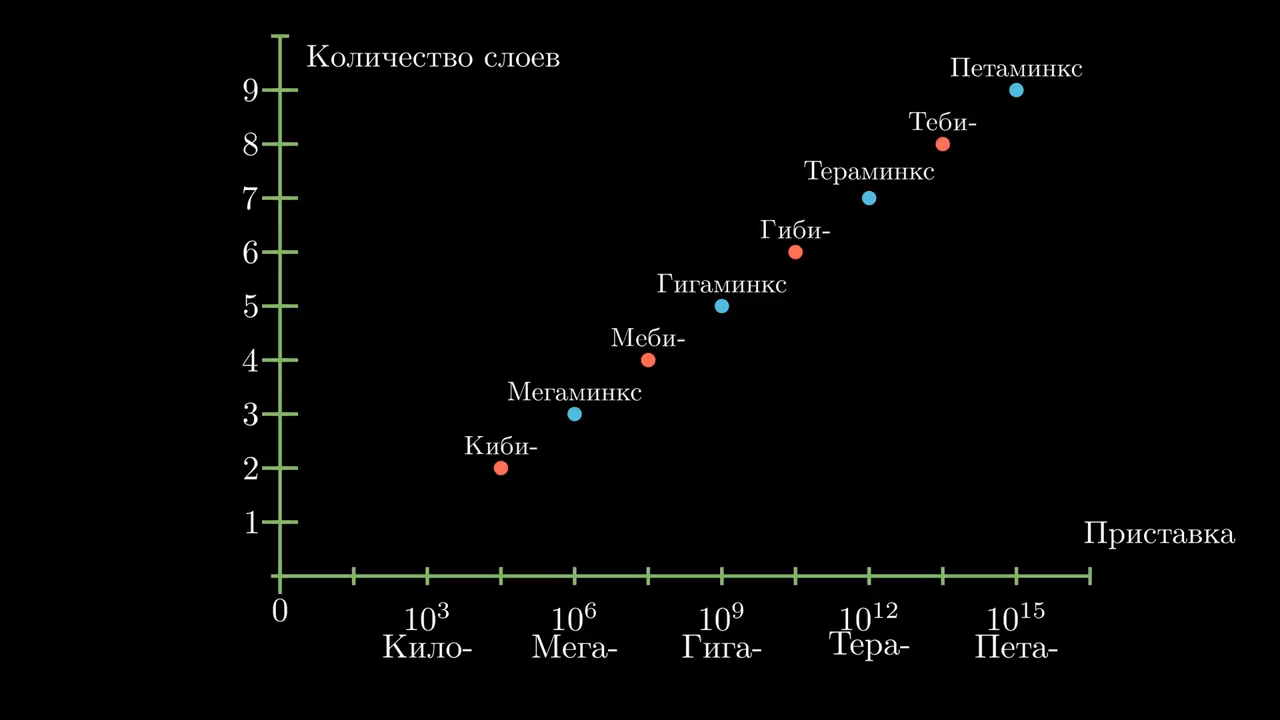 Количество слоев
Петаминкс
9
Теби-
8
Тераминкс
7
Гиби-
6
Гигаминкс
5
Меби-
4
Мегаминкс
3
Киби-
2
1
Приставка
0 10³ 10⁶ 10⁹ 10¹² 10¹⁵
Кило- Мега- Гига- Тера- Пета-